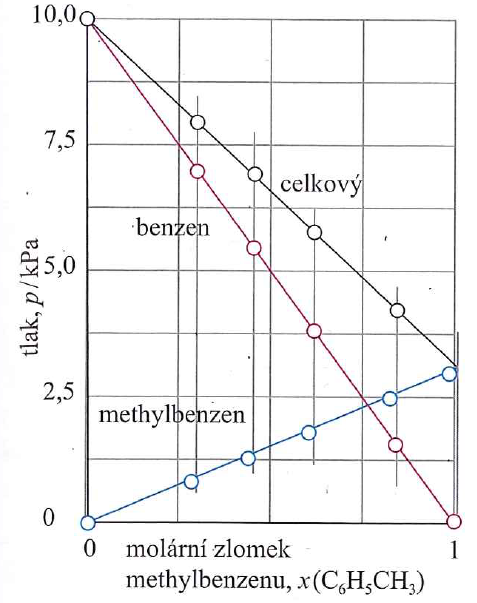 10,0
7,5
5,0
2,5
0
tlak, p/kPa
celkový
benzen
methylbenzen
0
1
molární zlomek
methylbenzenu, x(C₆H₅CH₃)